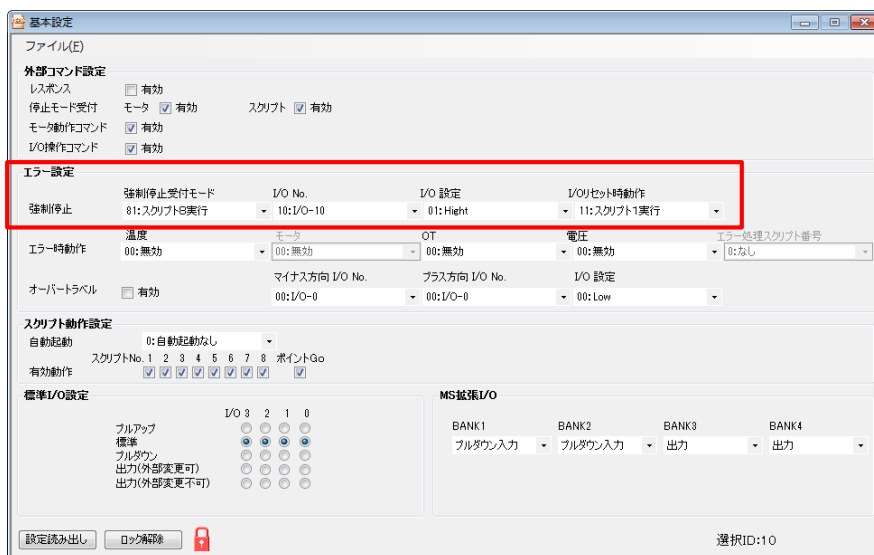 基本設定
ファイル(F)
外部コマンド設定
レスポンス 有効
停止モード受付 モータ 有効 スクリプト 有効
モータ動作コマンド 有効
I/O操作コマンド 有効
エラー設定
強制停止受付モード I/O No. I/O 設定 I/Oリセット時動作
強制停止 81:スクリプト8実行 10:I/O-10 01:Hight 11:スクリプト1実行
温度 モータ OT 電圧 エラー処理スクリプト番号
エラー時動作 00:無効 00:無効 00:無効 00:無効 0:なし
マイナス方向 I/O No. プラス方向 I/O No. I/O 設定
オーバートラベル 有効 00:I/O-0 00:I/O-0 00:Low
スクリプト動作設定
自動起動 0:自動起動なし
スクリプトNo. 1 2 3 4 5 6 7 8 ポイントGo
有効動作
標準I/O設定 MS拡張I/O
I/O 3 2 1 0
BANK1 BANK2 BANK3 BANK4
プルアップ
標準
プルダウン入力 プルダウン入力 出力 出力
プルダウン
出力(外部変更可)
出力(外部変更不可)
設定読み出し ロック解除 選択ID:10